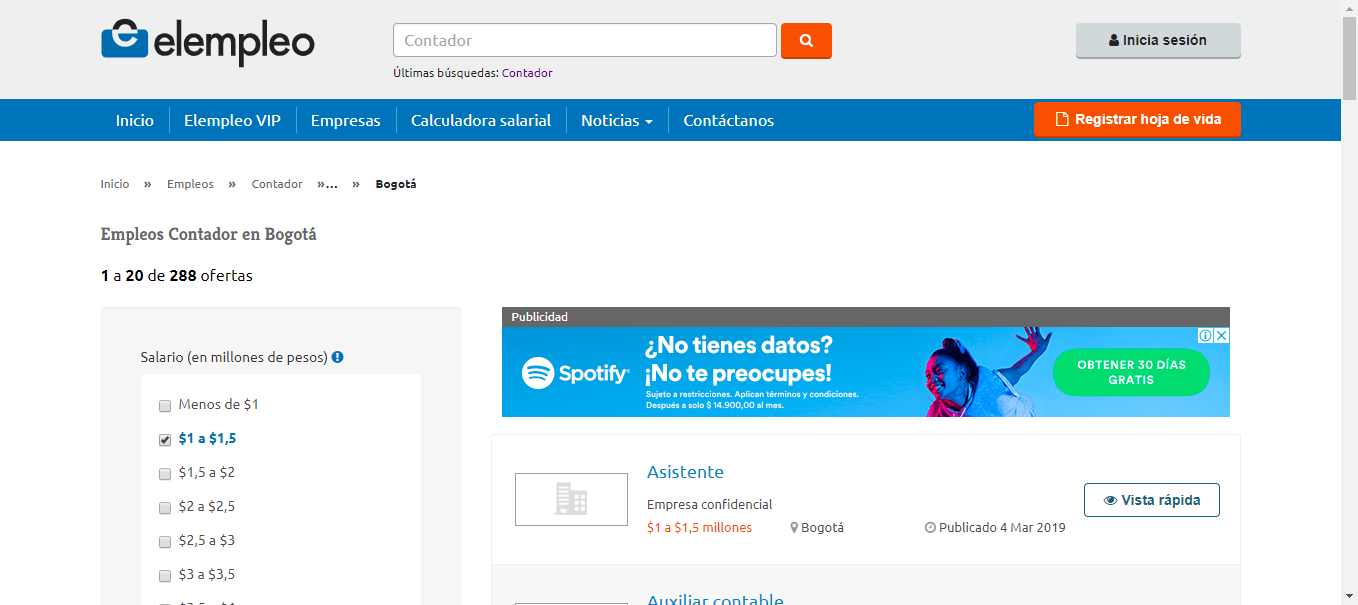 elempleo
Contador
Inicia sesión
Últimas búsquedas: Contador
Inicio
Elempleo VIP
Empresas
Calculadora salarial
Noticias
Contáctanos
Registrar hoja de vida
Inicio » Empleos » Contador »... » Bogotá
Empleos Contador en Bogotá
1 a 20 de 288 ofertas
Salario (en millones de pesos)
Menos de $1
$1 a $1,5
$1,5 a $2
$2 a $2,5
$2,5 a $3
$3 a $3,5
$3,5 a $4
Publicidad
Spotify
¿No tienes datos?
¡No te preocupes!
Sujeto a restricciones. Aplican términos y condiciones.
Después a solo $ 14.900,00 al mes.
OBTENER 30 DÍAS
GRATIS
Asistente
Empresa confidencial
$1 a $1,5 millones
Bogotá
Publicado 4 Mar 2019
Vista rápida
Auxiliar contable